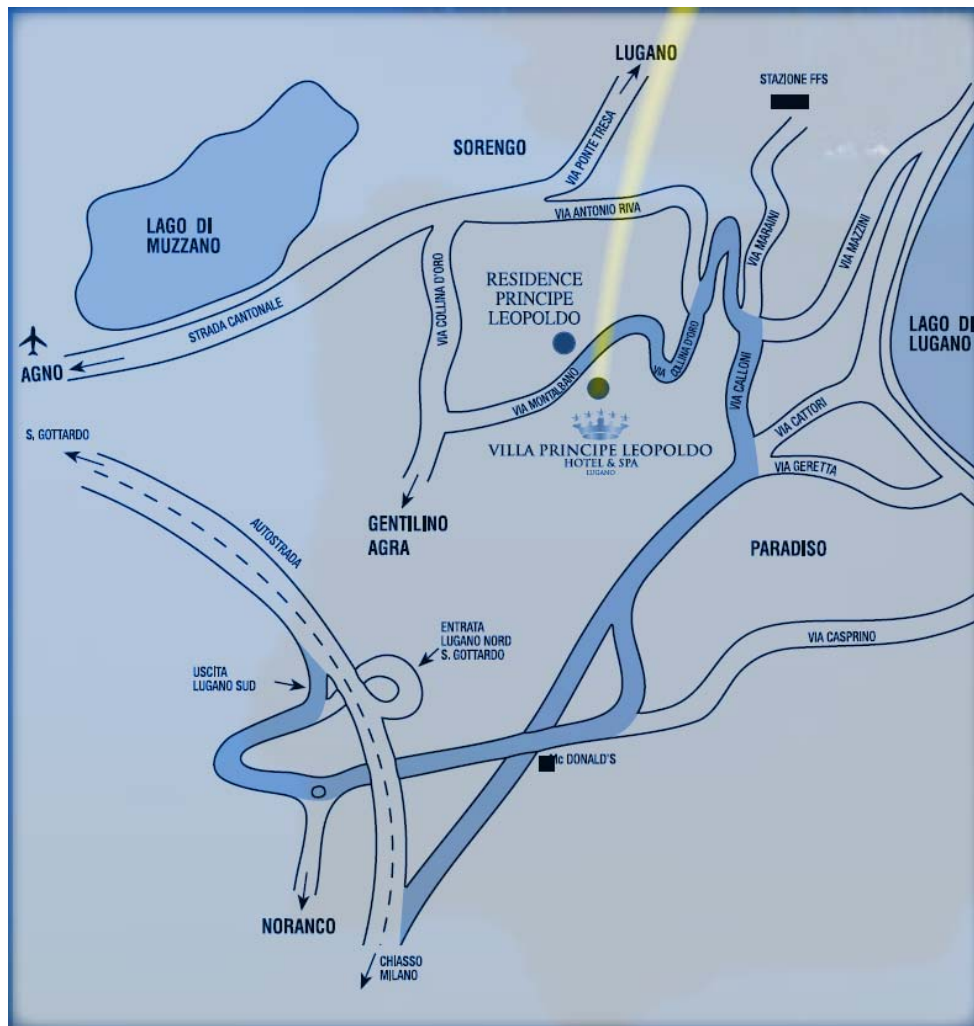 LUGANO
STAZIONE FFS
VIA PONTE TRESA
SORENGO
LAGO DI
MUZZANO
VIA ANTONIO RIVA
VIA MARAINI
VIA MAZZINI
VIA COLLINA D'ORO
RESIDENCE
PRINCIPE
LEOPOLDO
STRADA CANTONALE
LAGO DI
LUGANO
AGNO
VIA COLLINA D'ORO
VIA CALLONI
VIA MONTALBANO
S. GOTTARDO
VILLA PRINCIPE LEOPOLDO
HOTEL & SPA
LUGANO
VIA CATTORI
VIA GERETTA
GENTILINO
AGRA
AUTOSTRADA
PARADISO
ENTRATA
LUGANO NORD
S. GOTTARDO
VIA CASPRINO
USCITA
LUGANO SUD
Mc DONALD'S
NORANCO
CHIASSO
MILANO